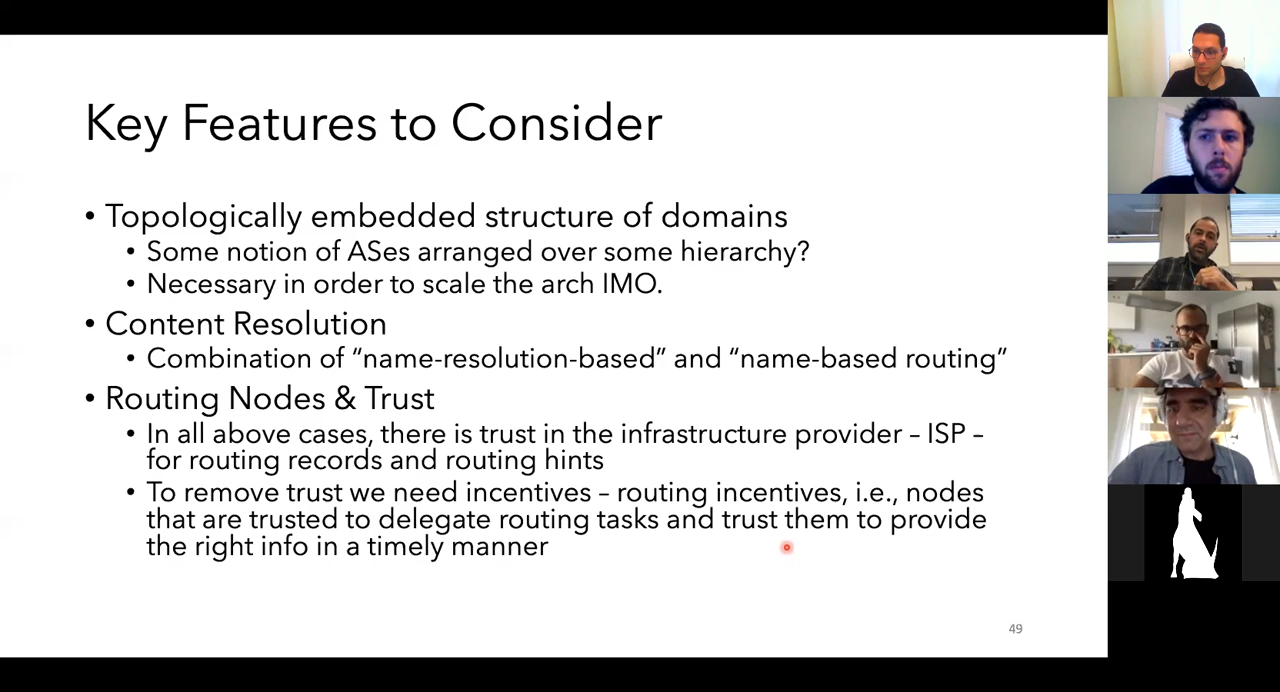 Key Features to Consider
• Topologically embedded structure of domains
• Some notion of ASes arranged over some hierarchy?
• Necessary in order to scale the arch IMO.
• Content Resolution
• Combination of “name-resolution-based” and “name-based routing”
• Routing Nodes & Trust
• In all above cases, there is trust in the infrastructure provider – ISP –
for routing records and routing hints
• To remove trust we need incentives – routing incentives, i.e., nodes
that are trusted to delegate routing tasks and trust them to provide
the right info in a timely manner
49